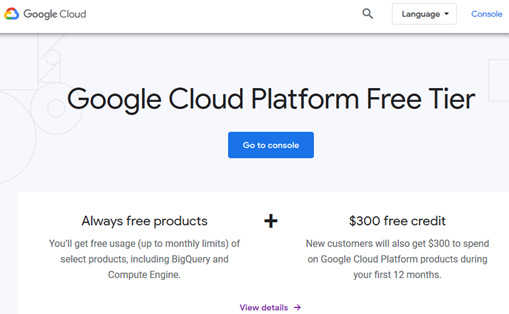 Google Cloud
Language
Console
Google Cloud Platform Free Tier
Go to console
Always free products
You'll get free usage (up to monthly limits) of
select products, including BigQuery and
Compute Engine.
+
$300 free credit
New customers will also get $300 to spend
on Google Cloud Platform products during
your first 12 months.
View details →